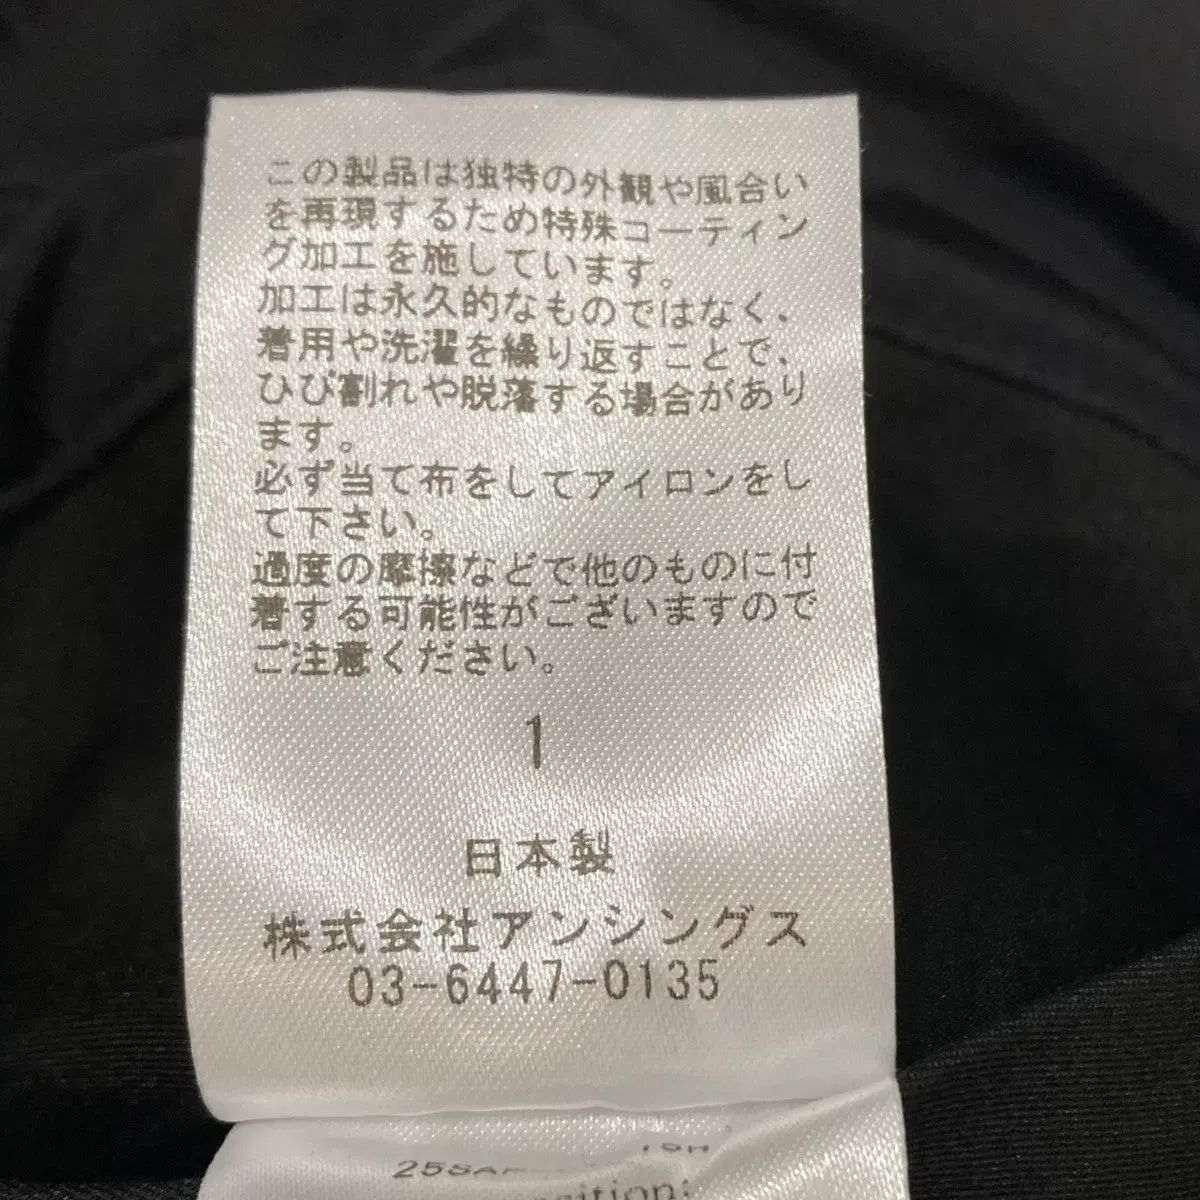 この製品は独特の外観や風合い
を再現するため特殊コーティン
グ加工を施しています。
加工は永久的なものではなく、
着用や洗濯を繰り返すことで、
ひび割れや脱落する場合があり
ます。
必ず当て布をしてアイロンをし
て下さい。
過度の摩擦などで他のものに付
着する可能性がございますので
ご注意ください。
1
日本製
株式会社アンシングス
03-6447-0135